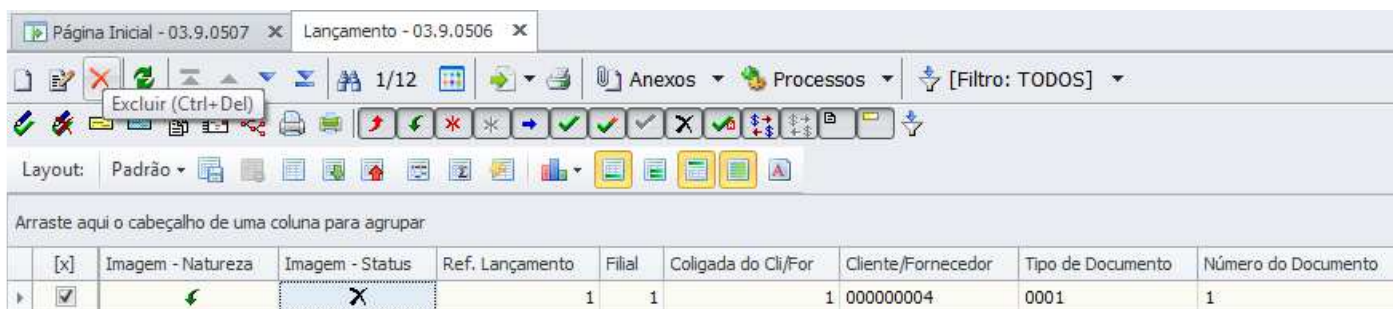 Página Inicial - 03.9.0507 Lançamento - 03.9.0506
1/12 Anexos Processos [Filtro: TODOS]
Excluir (Ctrl+Del)
Layout: Padrão
Arraste aqui o cabeçalho de uma coluna para agrupar
[x] Imagem - Natureza Imagem - Status Ref. Lançamento Filial Coligada do Cli/For Cliente/Fornecedor Tipo de Documento Número do Documento
1 1 1 000000004 0001 1